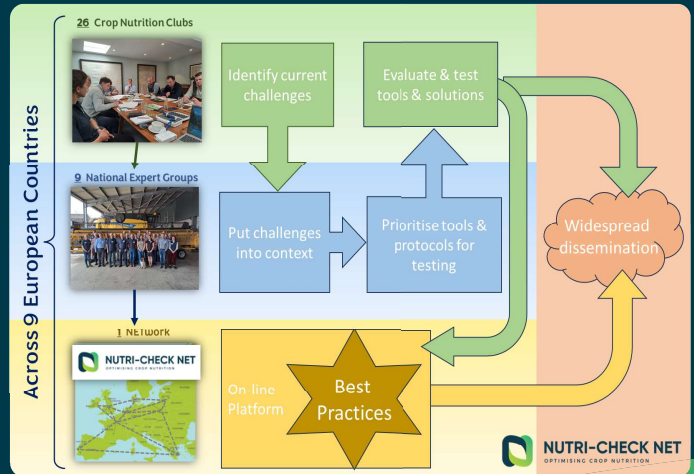 Across 9 European Countries
26 Crop Nutrition Clubs
Identify current
challenges
Evaluate & test
tools & solutions
9 National Expert Groups
Put challenges
into context
Prioritise tools &
protocols for
testing
Widespread
dissemination
1 NETwork
NUTRI-CHECK NET
OPTIMISING CROP NUTRITION
On-line
Platform
Best
Practices
NUTRI-CHECK NET
OPTIMISING CROP NUTRITION